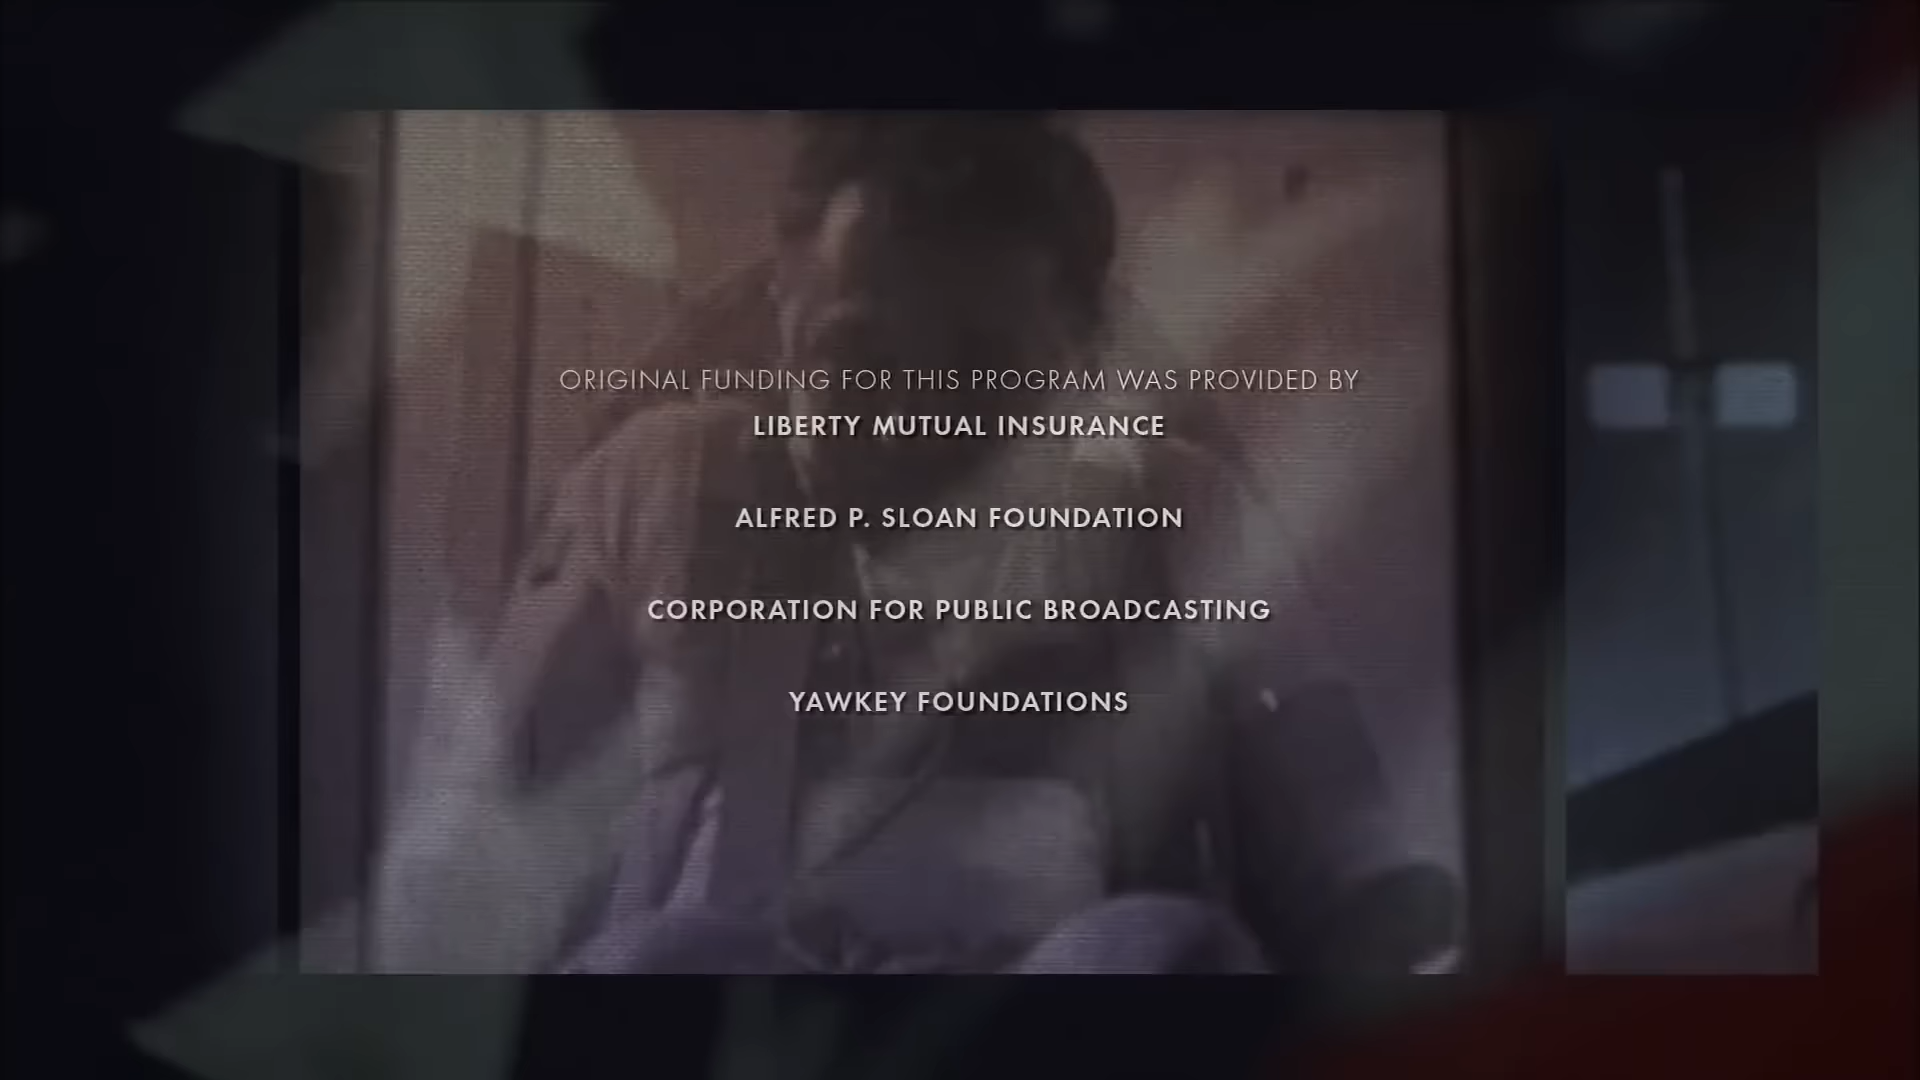 ORIGINAL FUNDING FOR THIS PROGRAM WAS PROVIDED BY
LIBERTY MUTUAL INSURANCE
ALFRED P. SLOAN FOUNDATION
CORPORATION FOR PUBLIC BROADCASTING
YAWKEY FOUNDATIONS